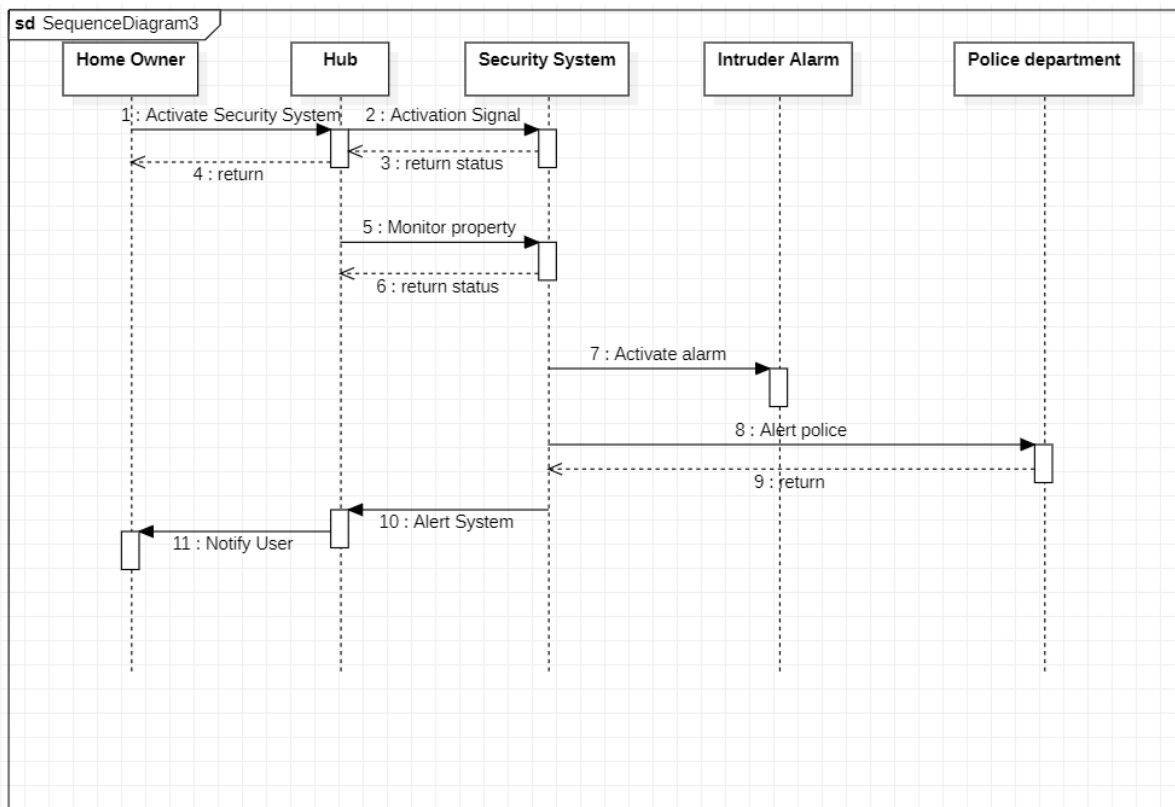 sd SequenceDiagram3
Home Owner
Hub
Security System
Intruder Alarm
Police department
1 : Activate Security System
2 : Activation Signal
3 : return status
4 : return
5 : Monitor property
6 : return status
7 : Activate alarm
8 : Alert police
9 : return
10 : Alert System
11 : Notify User